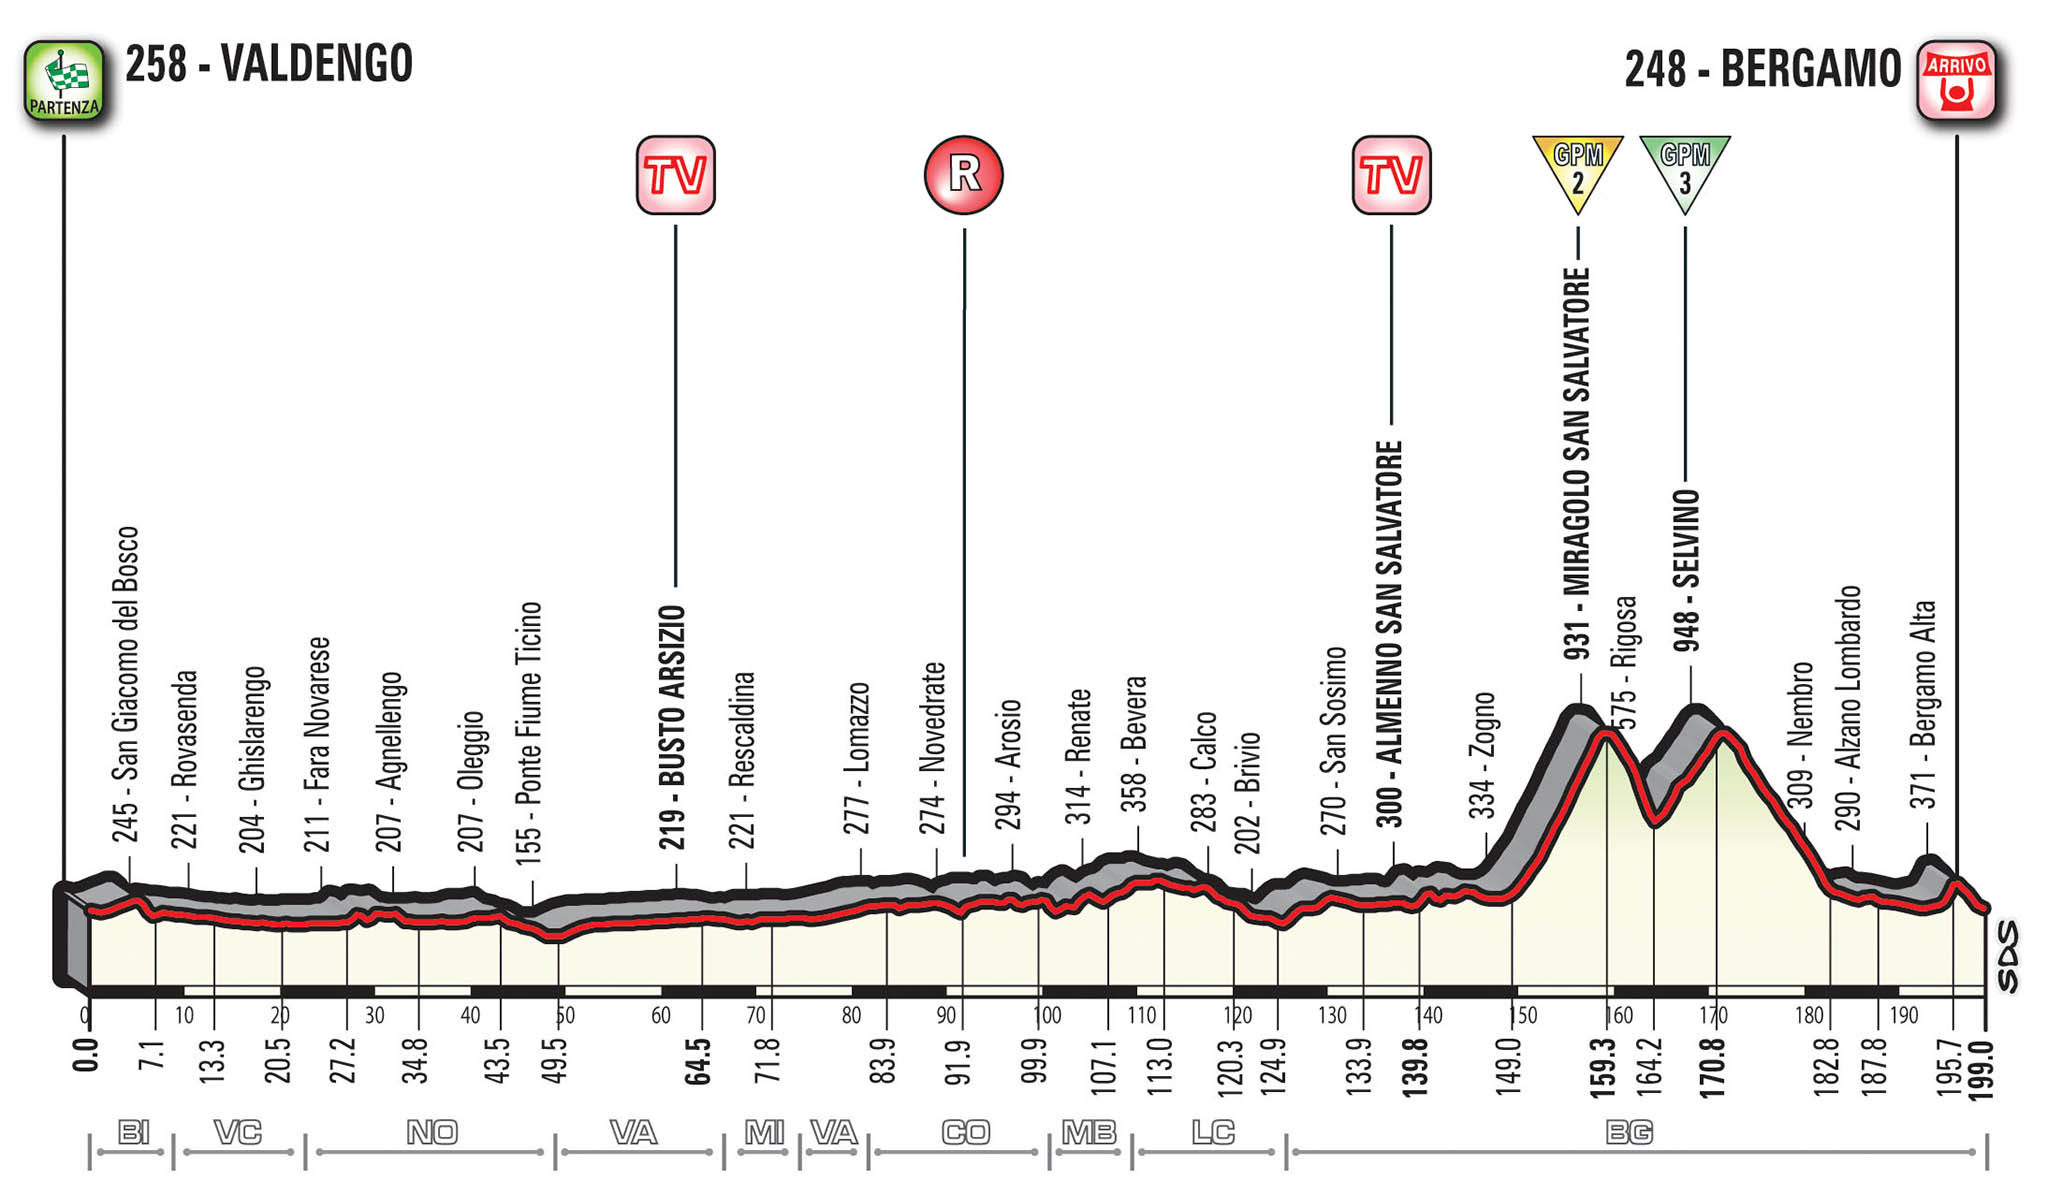 258 - VALDENGO
248 - BERGAMO
PARTENZA
ARRIVO
TV
R
TV
GPM
2
GPM
3
245 - San Giacomo del Bosco
221 - Rovasenda
204 - Ghislarengo
211 - Fara Novarese
207 - Agnellengo
207 - Oleggio
155 - Ponte Fiume Ticino
219 - BUSTO ARSIZIO
221 - Rescaldina
277 - Lomazzo
274 - Novedrate
294 - Arosio
314 - Renate
358 - Bevera
283 - Calco
202 - Brivio
270 - San Sosimo
300 - ALMENNO SAN SALVATORE
334 - Zogno
931 - MIRAGOLO SAN SALVATORE
575 - Rigosa
948 - SELVINO
309 - Nembro
290 - Alzano Lombardo
371 - Bergamo Alta
SDS
0 10 20 30 40 50 60 70 80 90 100 110 120 130 140 150 160 170 180 190
0.0 7.1 13.3 20.5 27.2 34.8 43.5 49.5 64.5 71.8 83.9 91.9 99.9 107.1 113.0 120.3 124.9 133.9 139.8 149.0 159.3 164.2 170.8 182.8 187.8 195.7 199.0
BI VC NO VA MI VA CO MB LC BG